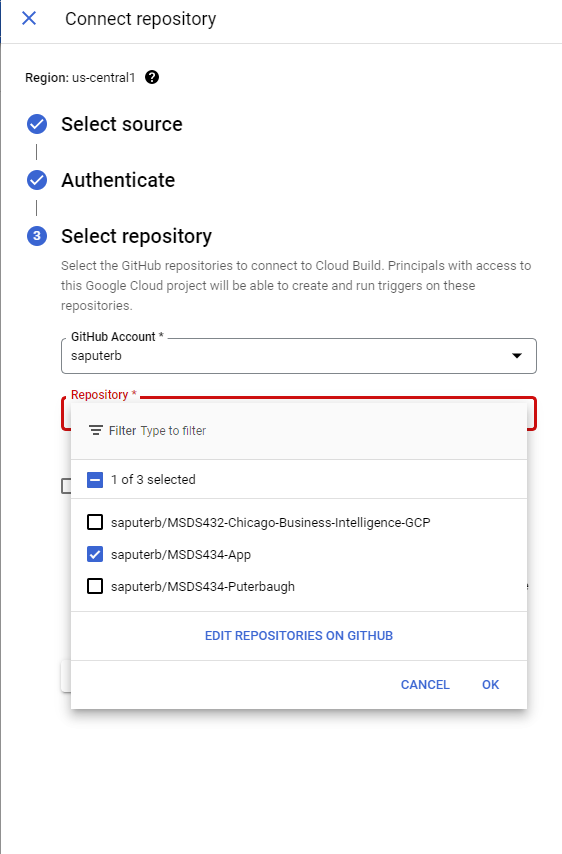 Connect repository
Region: us-central1 ?
Select source
Authenticate
3 Select repository
Select the GitHub repositories to connect to Cloud Build. Principals with access to
this Google Cloud project will be able to create and run triggers on these
repositories.
GitHub Account *
saputerb
Repository *
Filter Type to filter
1 of 3 selected
saputerb/MSDS432-Chicago-Business-Intelligence-GCP
saputerb/MSDS434-App
saputerb/MSDS434-Puterbaugh
EDIT REPOSITORIES ON GITHUB
CANCEL OK